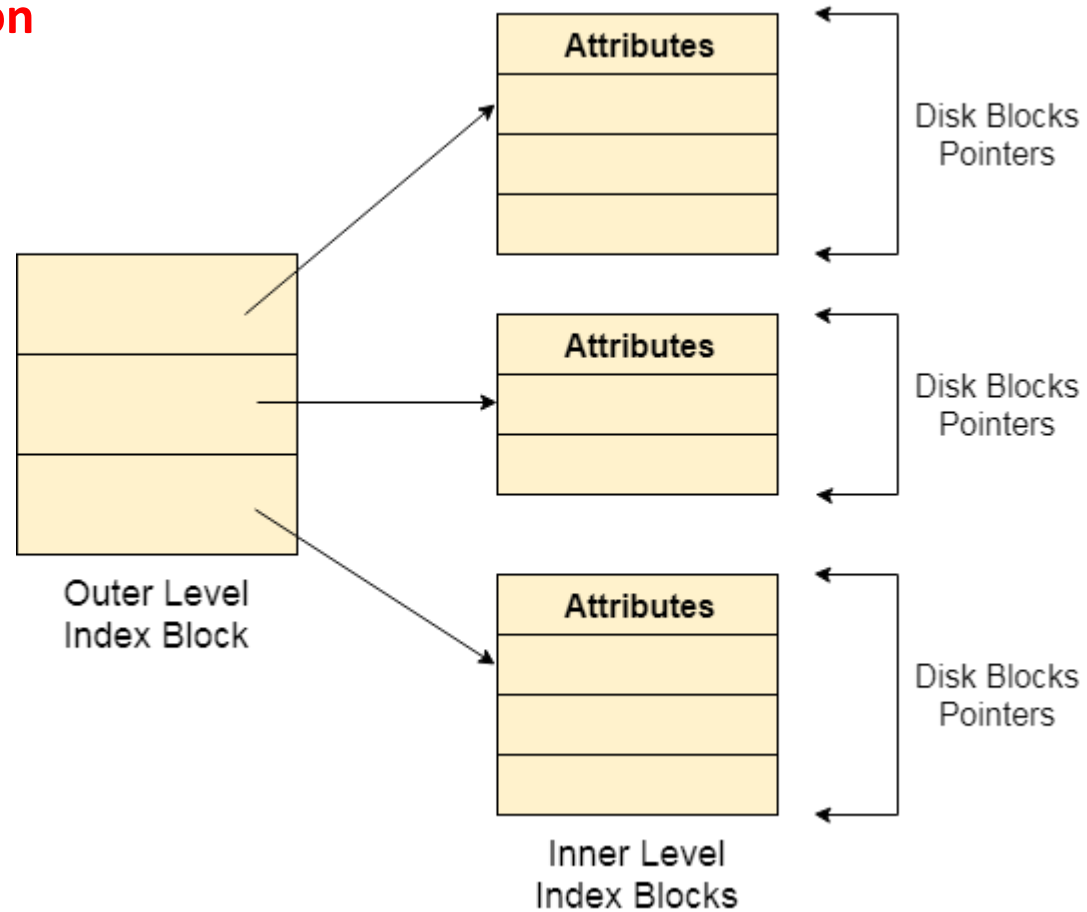 on
Attributes
Disk Blocks
Pointers
Attributes
Disk Blocks
Pointers
Outer Level
Index Block
Attributes
Disk Blocks
Pointers
Inner Level
Index Blocks